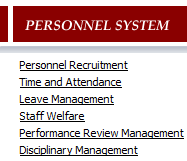 PERSONNEL SYSTEM
Personnel Recruitment
Time and Attendance
Leave Management
Staff Welfare
Performance Review Management
Disciplinary Management